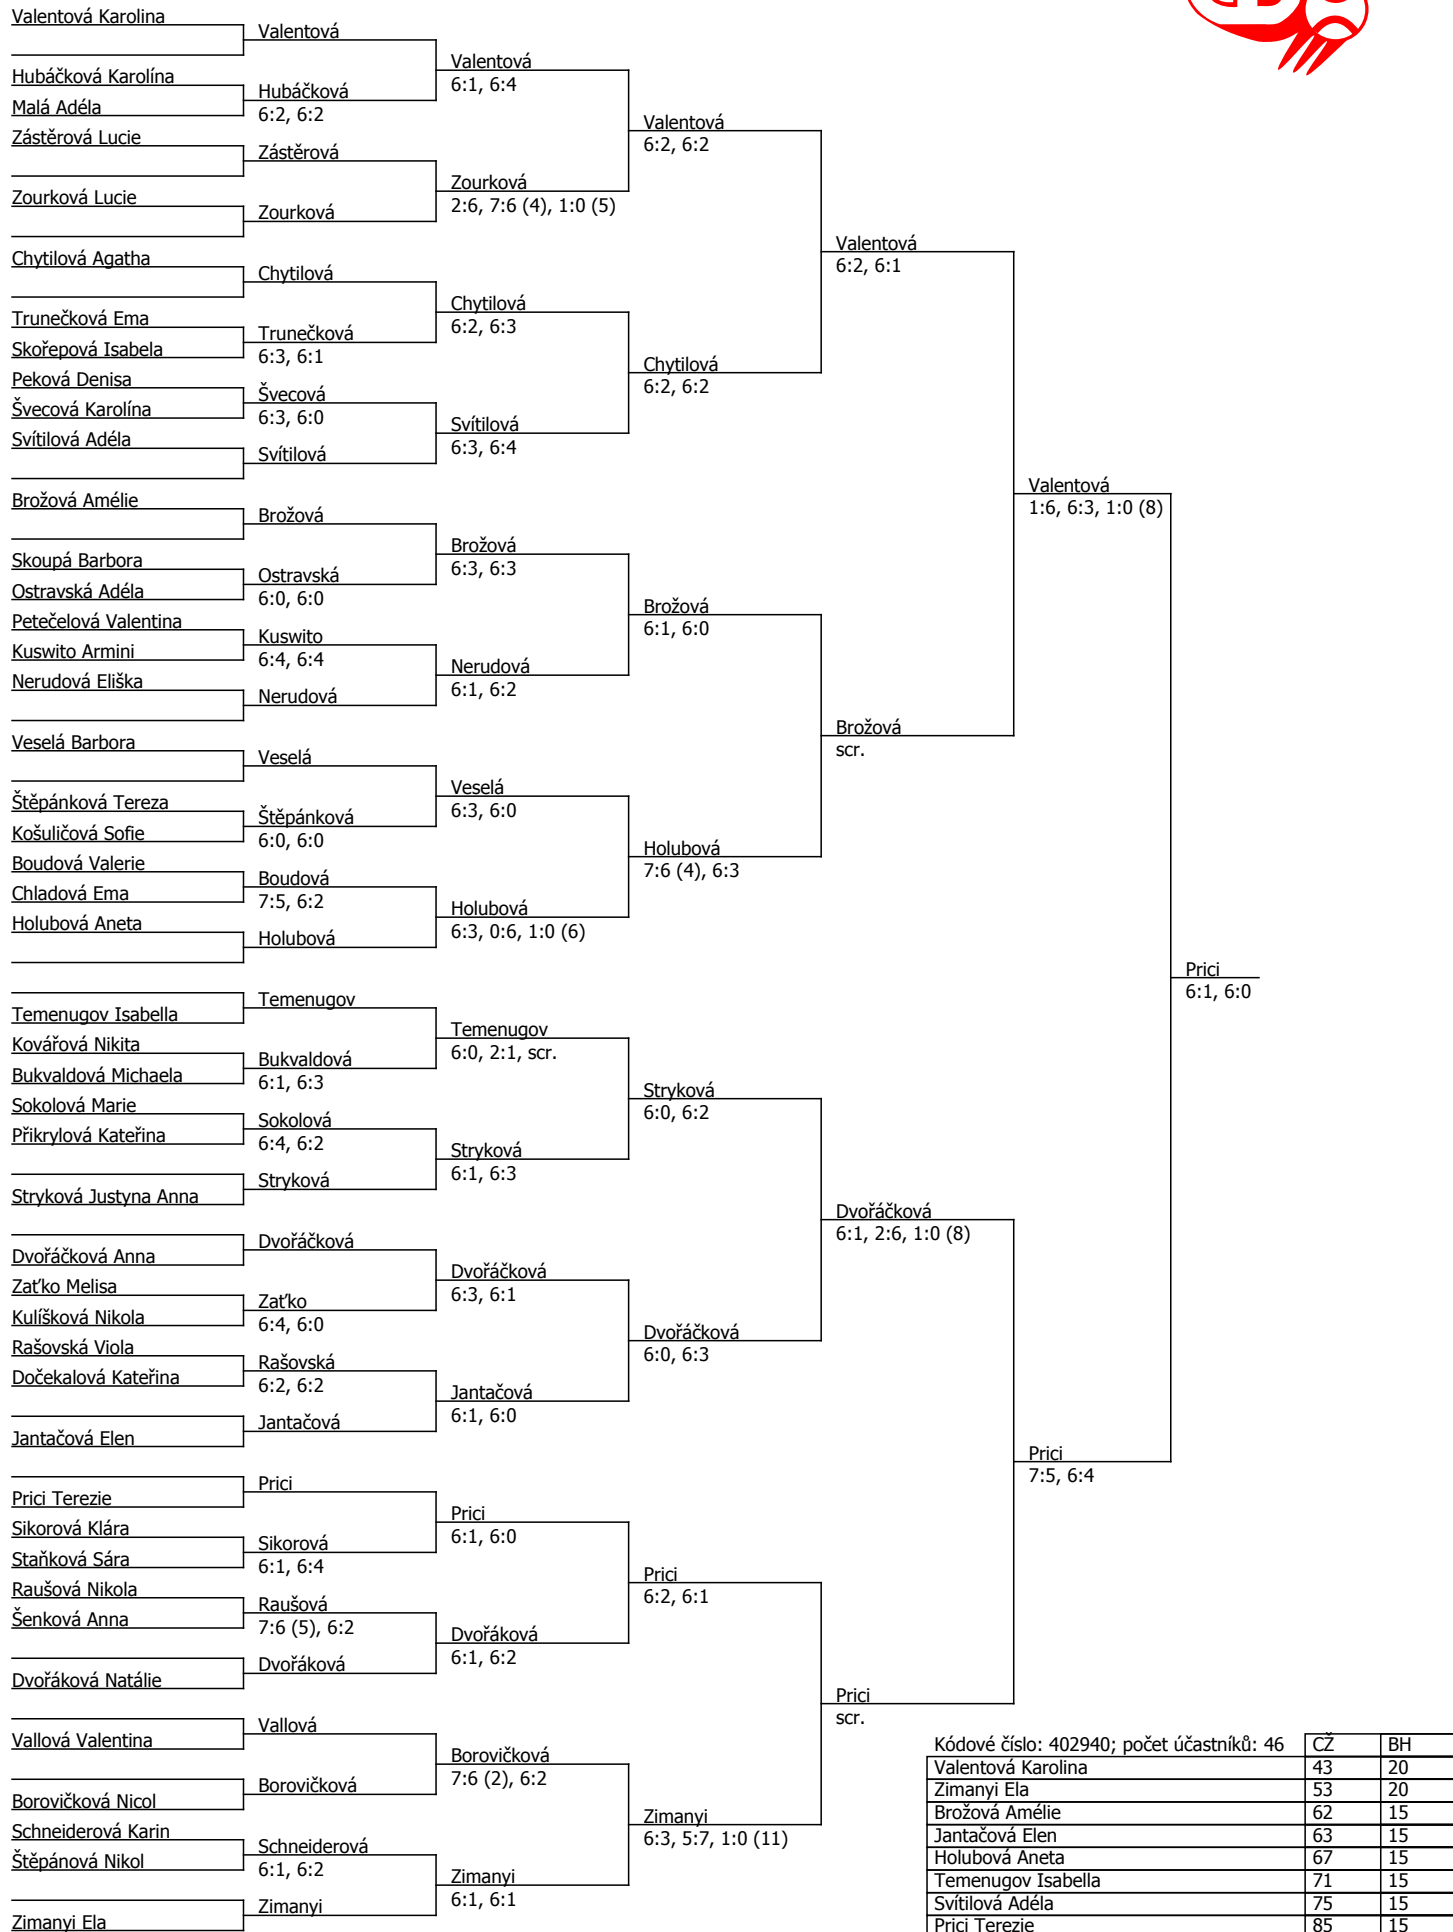 Valentová Karolina
Hubáčková Karolína
Malá Adéla
Zástěrová Lucie
Zourková Lucie
Chytilová Agatha
Trunečková Ema
Skořepová Isabela
Peková Denisa
Švecová Karolína
Svítilová Adéla
Brožová Amélie
Skoupá Barbora
Ostravská Adéla
Petečelová Valentina
Kuswito Armini
Nerudová Eliška
Veselá Barbora
Štěpánková Tereza
Košuličová Sofie
Boudová Valerie
Chladová Ema
Holubová Aneta
Temenugov Isabella
Kovářová Nikita
Bukvaldová Michaela
Sokolová Marie
Přikrylová Kateřina
Stryková Justyna Anna
Dvořáčková Anna
Zaťko Melisa
Kulíšková Nikola
Rašovská Viola
Dočekalová Kateřina
Jantačová Elen
Prici Terezie
Sikorová Klára
Staňková Sára
Raušová Nikola
Šenková Anna
Dvořáková Natálie
Vallová Valentina
Borovičková Nicol
Schneiderová Karin
Štěpánová Nikol
Zimanyi Ela
Valentová
Hubáčková
6:2, 6:2
Zástěrová
Zourková
Chytilová
Trunečková
6:3, 6:1
Švecová
6:3, 6:0
Svítilová
Brožová
Ostravská
6:0, 6:0
Kuswito
6:4, 6:4
Nerudová
Veselá
Štěpánková
6:0, 6:0
Boudová
7:5, 6:2
Holubová
Temenugov
Bukvaldová
6:1, 6:3
Sokolová
6:4, 6:2
Stryková
Dvořáčková
Zaťko
6:4, 6:0
Rašovská
6:2, 6:2
Jantačová
Prici
Sikorová
6:1, 6:4
Raušová
7:6 (5), 6:2
Dvořáková
Vallová
Borovičková
Schneiderová
6:1, 6:2
Zimanyi
Valentová
6:1, 6:4
Zourková
2:6, 7:6 (4), 1:0 (5)
Chytilová
6:2, 6:3
Svítilová
6:3, 6:4
Brožová
6:3, 6:3
Nerudová
6:1, 6:2
Veselá
6:3, 6:0
Holubová
6:3, 0:6, 1:0 (6)
Temenugov
6:0, 2:1, scr.
Stryková
6:1, 6:3
Dvořáčková
6:3, 6:1
Jantačová
6:1, 6:0
Prici
6:1, 6:0
Dvořáková
6:1, 6:2
Borovičková
7:6 (2), 6:2
Zimanyi
6:1, 6:1
Valentová
6:2, 6:2
Chytilová
6:2, 6:2
Brožová
6:1, 6:0
Holubová
7:6 (4), 6:3
Stryková
6:0, 6:2
Dvořáčková
6:0, 6:3
Prici
6:2, 6:1
Zimanyi
6:3, 5:7, 1:0 (11)
Valentová
6:2, 6:1
Brožová
scr.
Dvořáčková
6:1, 2:6, 1:0 (8)
Prici
scr.
Valentová
1:6, 6:3, 1:0 (8)
Prici
7:5, 6:4
Prici
6:1, 6:0
Kódové číslo: 402940; počet účastníků: 46 CŽ BH
Valentová Karolina 43 20
Zimanyi Ela 53 20
Brožová Amélie 62 15
Jantačová Elen 63 15
Holubová Aneta 67 15
Temenugov Isabella 71 15
Svítilová Adéla 75 15
Prici Terezie 85 15